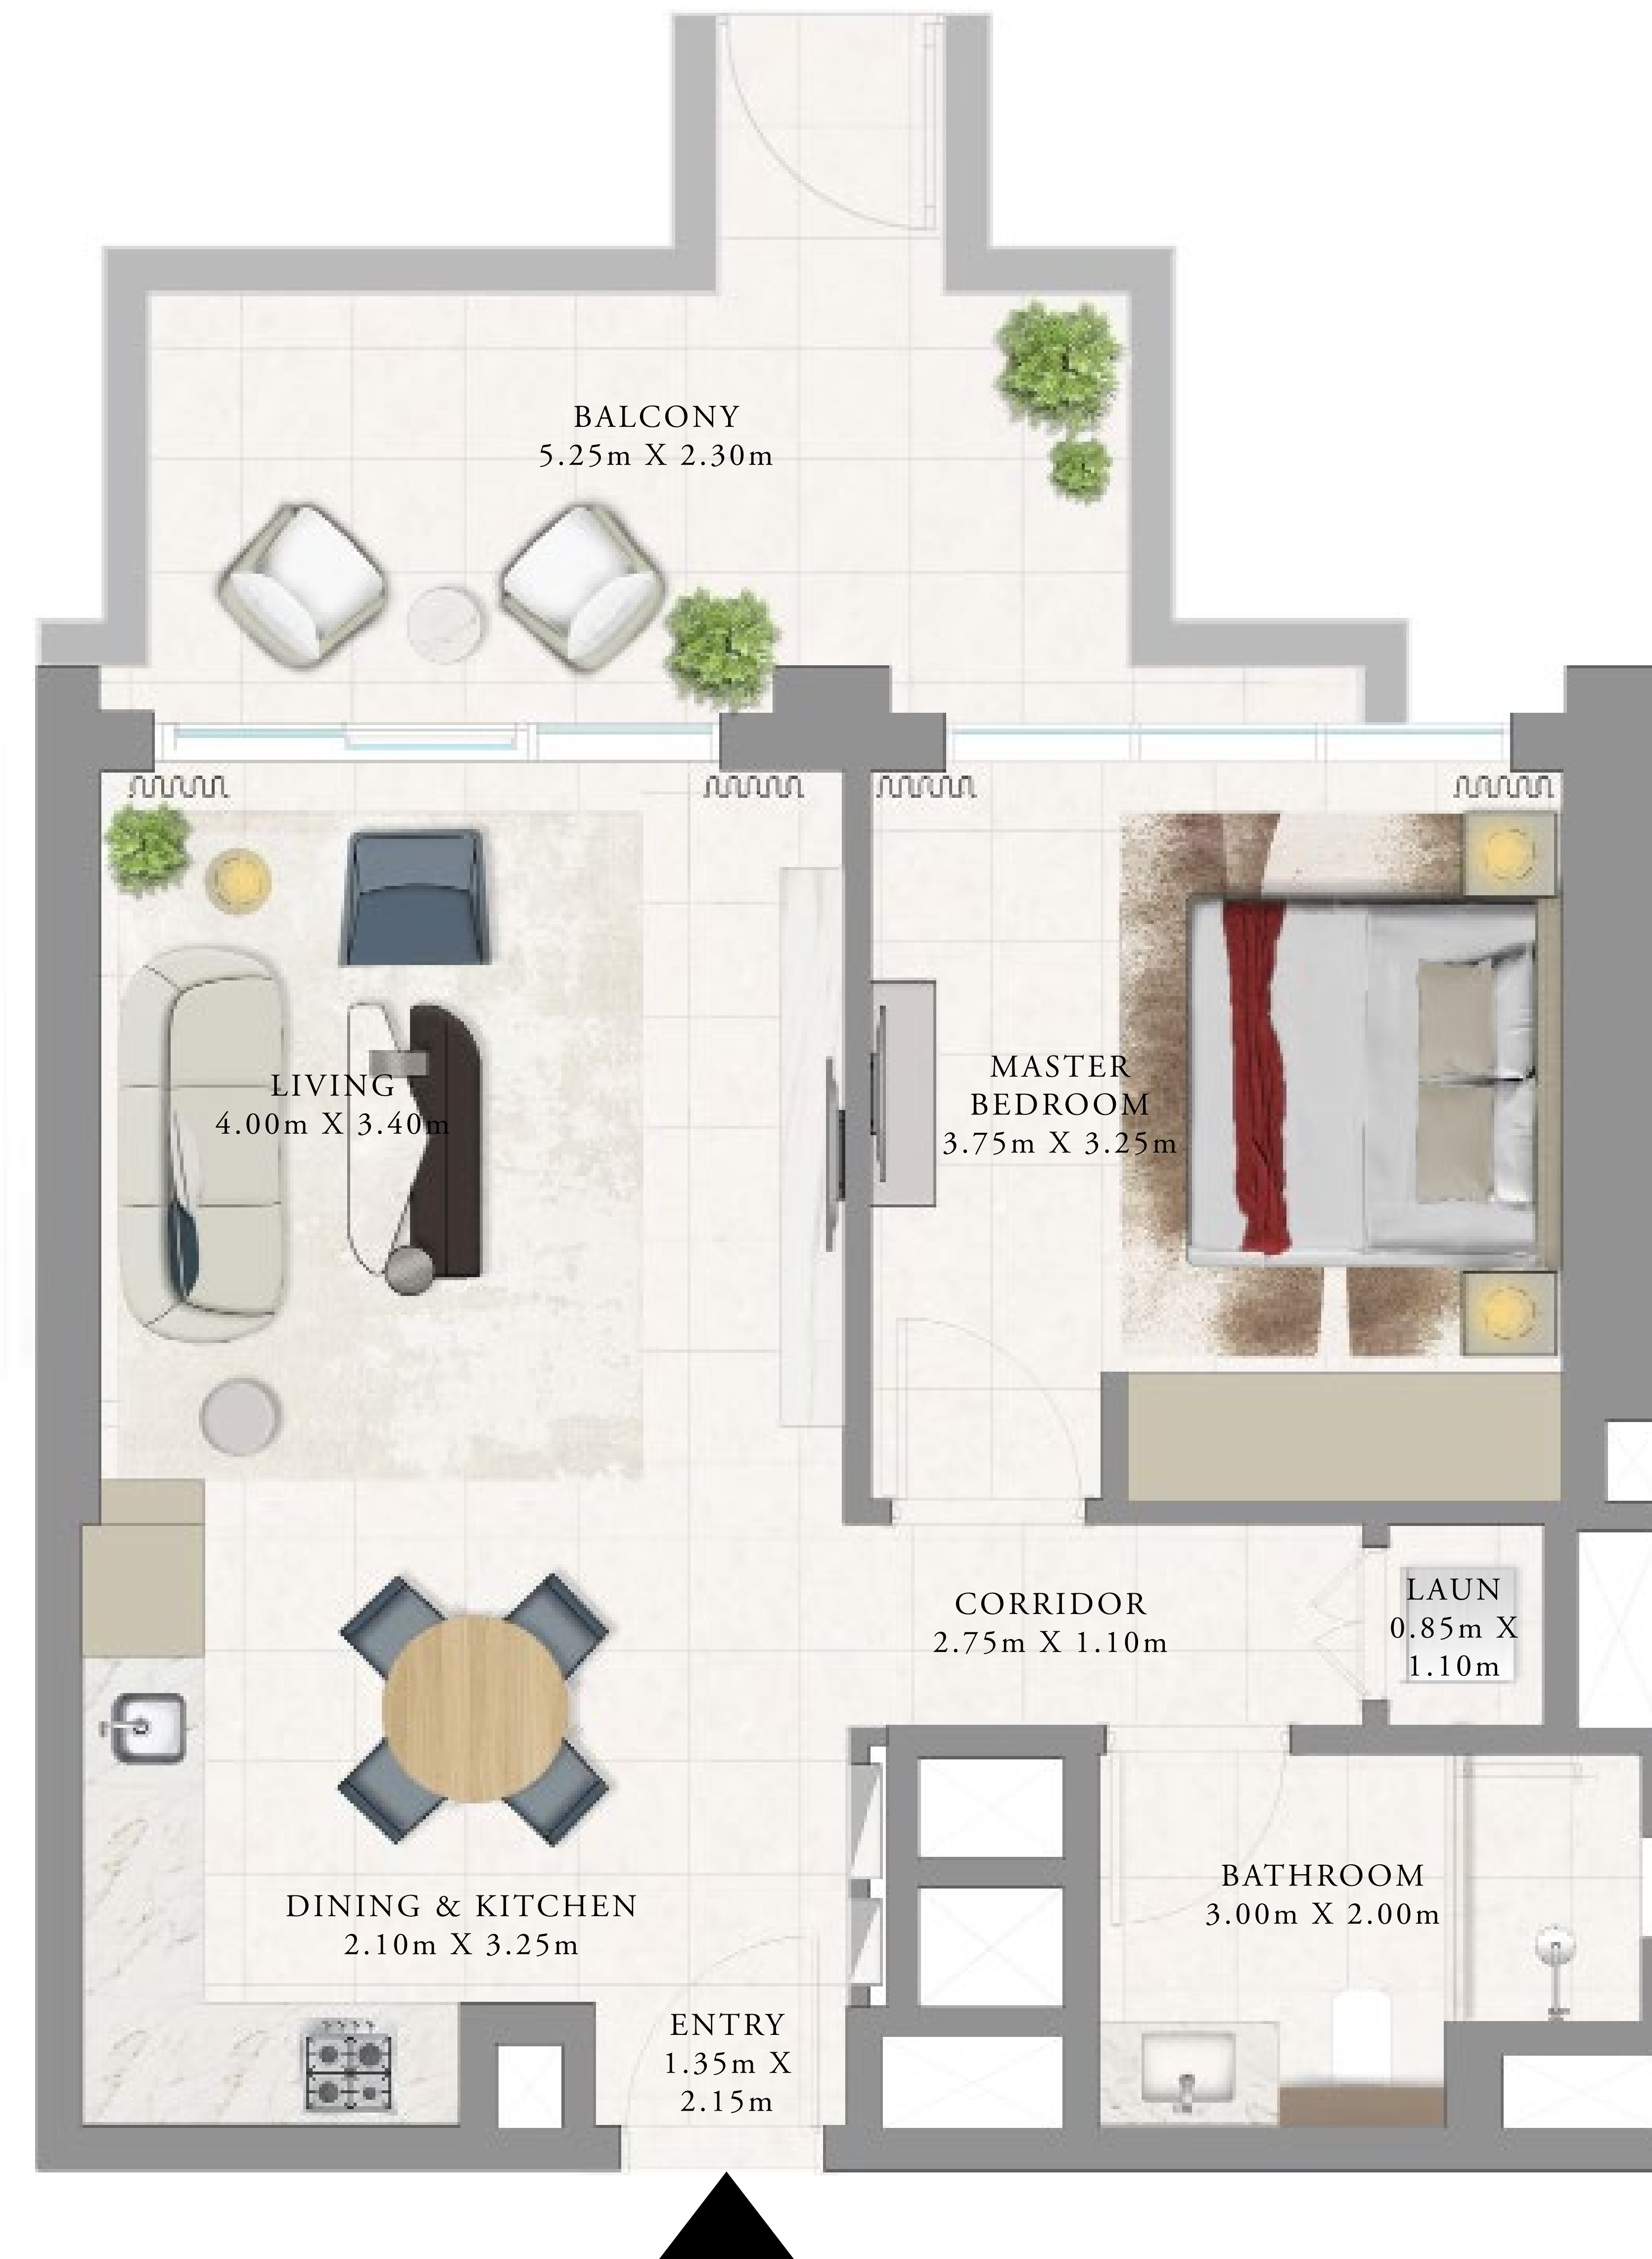 BALCONY
5.25m X 2.30m
LIVING
4.00m X 3.40m
MASTER
BEDROOM
3.75m X 3.25m
CORRIDOR
2.75m X 1.10m
LAUN
0.85m X
1.10m
BATHROOM
3.00m X 2.00m
DINING & KITCHEN
2.10m X 3.25m
ENTRY
1.35m X
2.15m